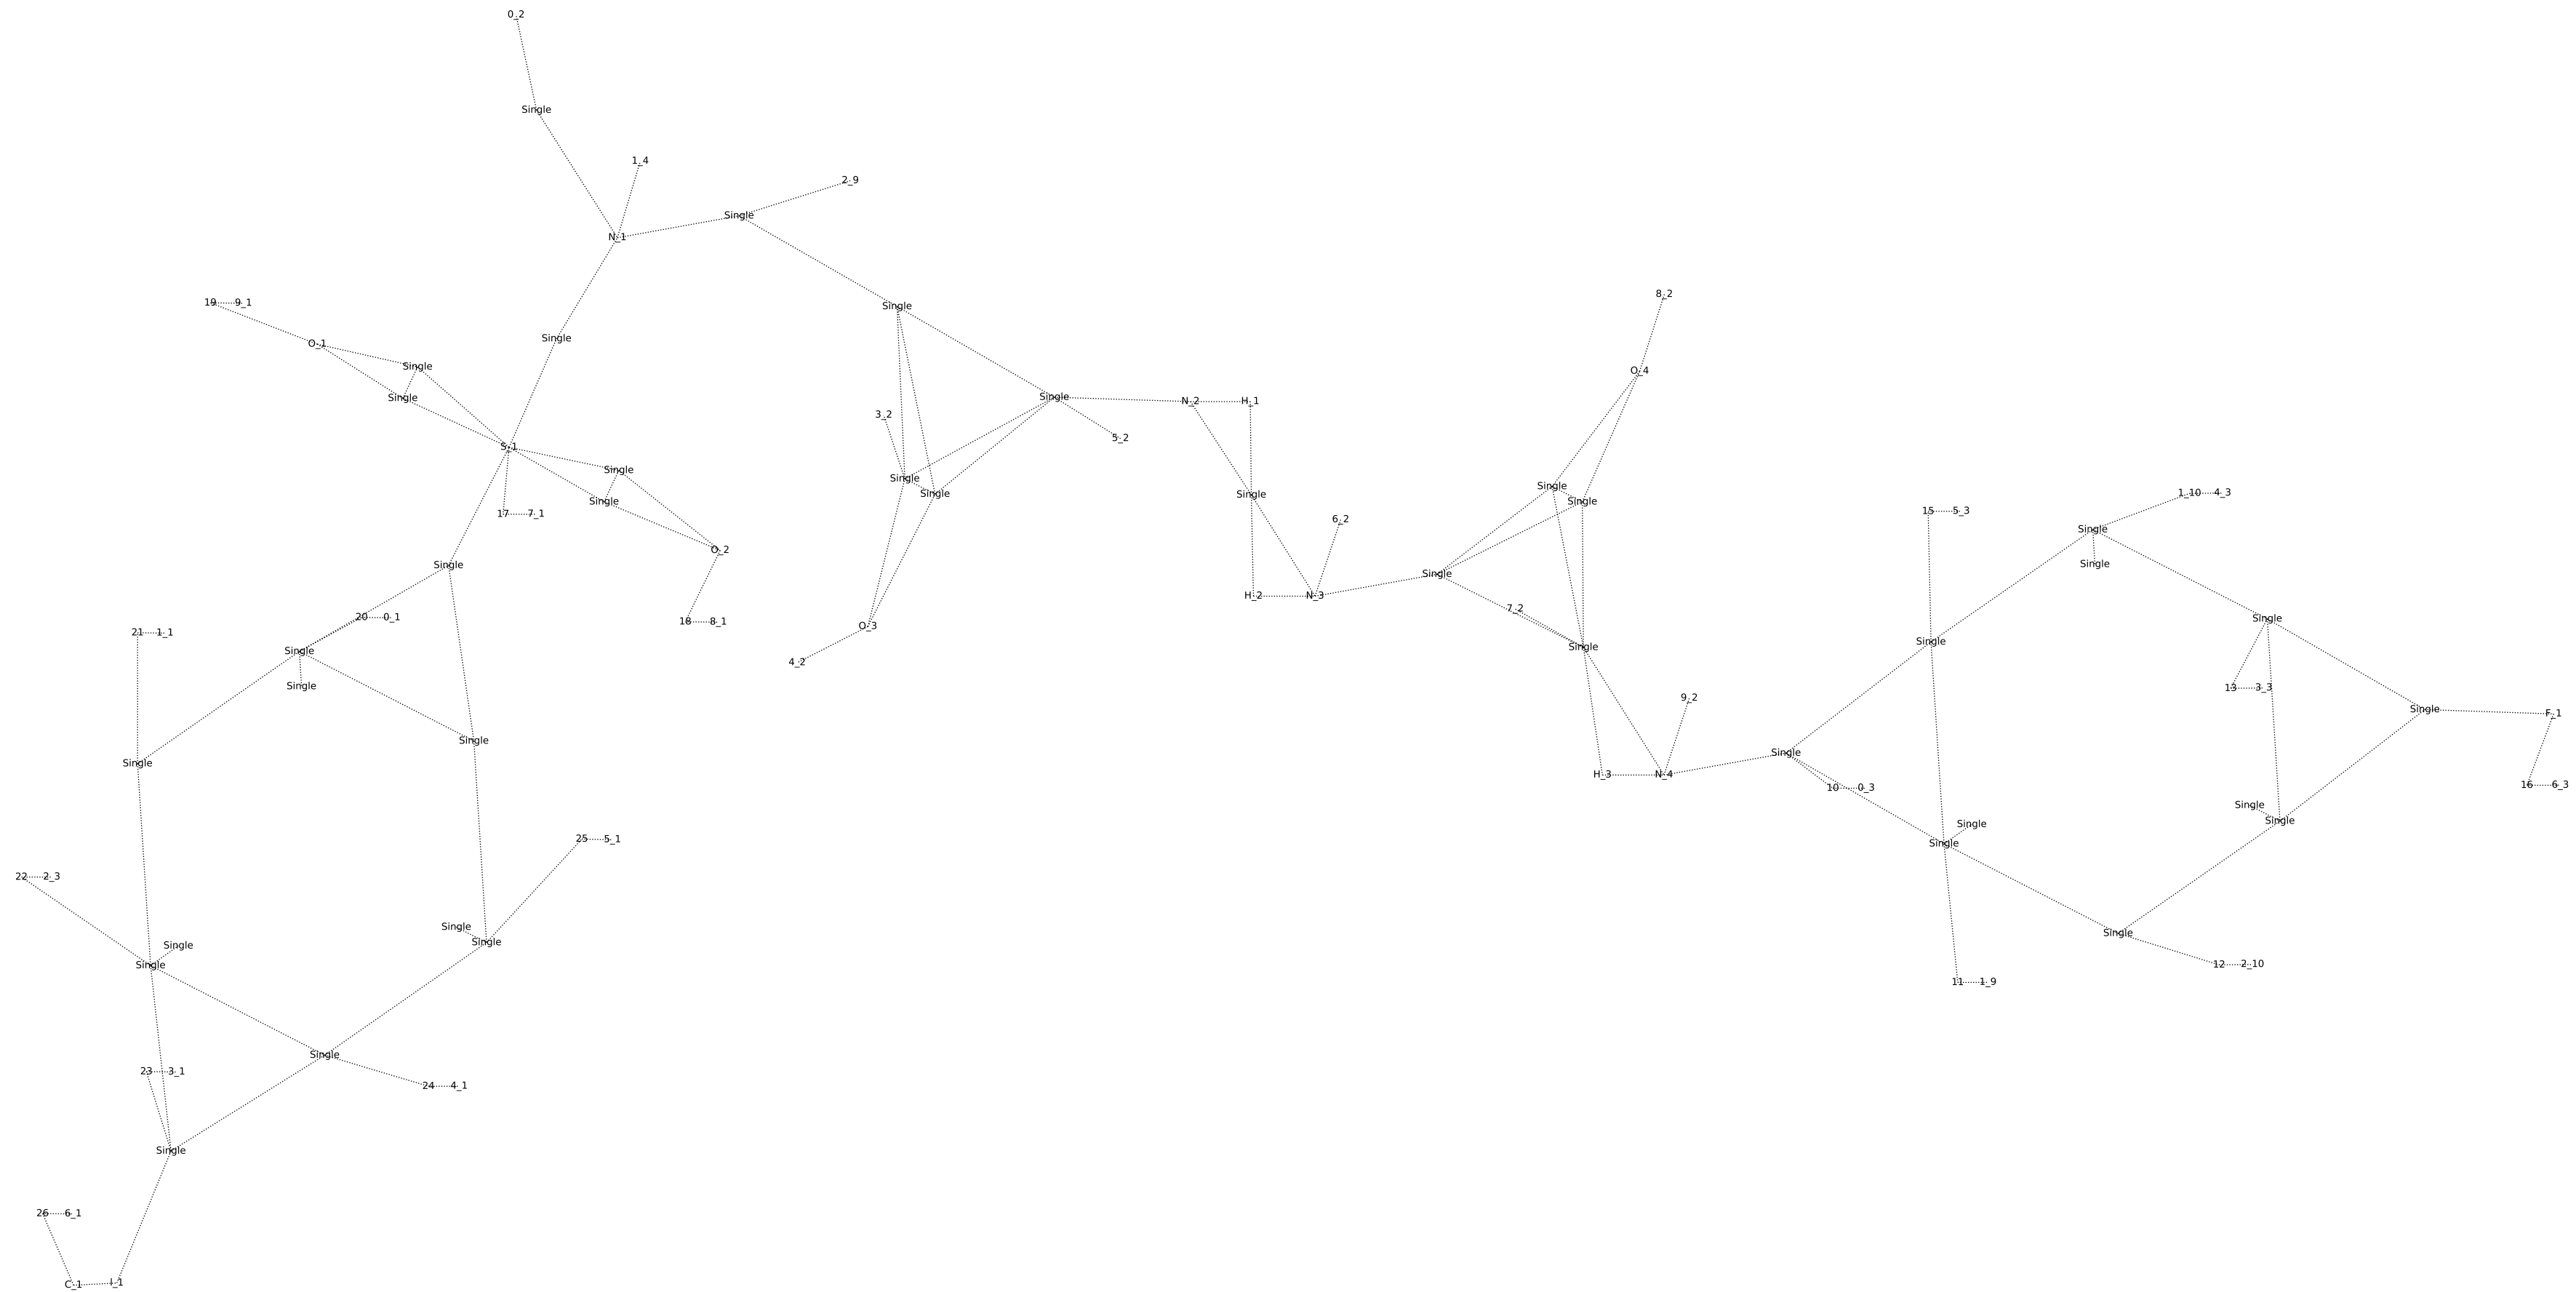 0_2
Single
1_4
2_9
Single
N_1
8_2
19 9_1
Single
Single
O_1
Single
O_4
Single
Single
N_2 H_1
3_2
5_2
S_1
Single
Single
Single
Single
1_10 4_3
Single
Single
Single
Single
15 5_3
17 7_1
6_2
Single
O_2
Single
Single
Single
H_2 N_3
7_2
20 0_1
Single
18 8_1
O_3
21 1_1
Single
Single
Single
4_2
Single
13 3_3
9_2
Single
F_1
Single
Single
Single
H_3 N_4
16 6_3
10 0_3
Single
Single
Single
25 5_1
Single
22 2_3
Single
Single
Single
Single
12 2_10
Single
11 1_9
Single
23 3_1
24 4_1
Single
26 6_1
I_1
C_1